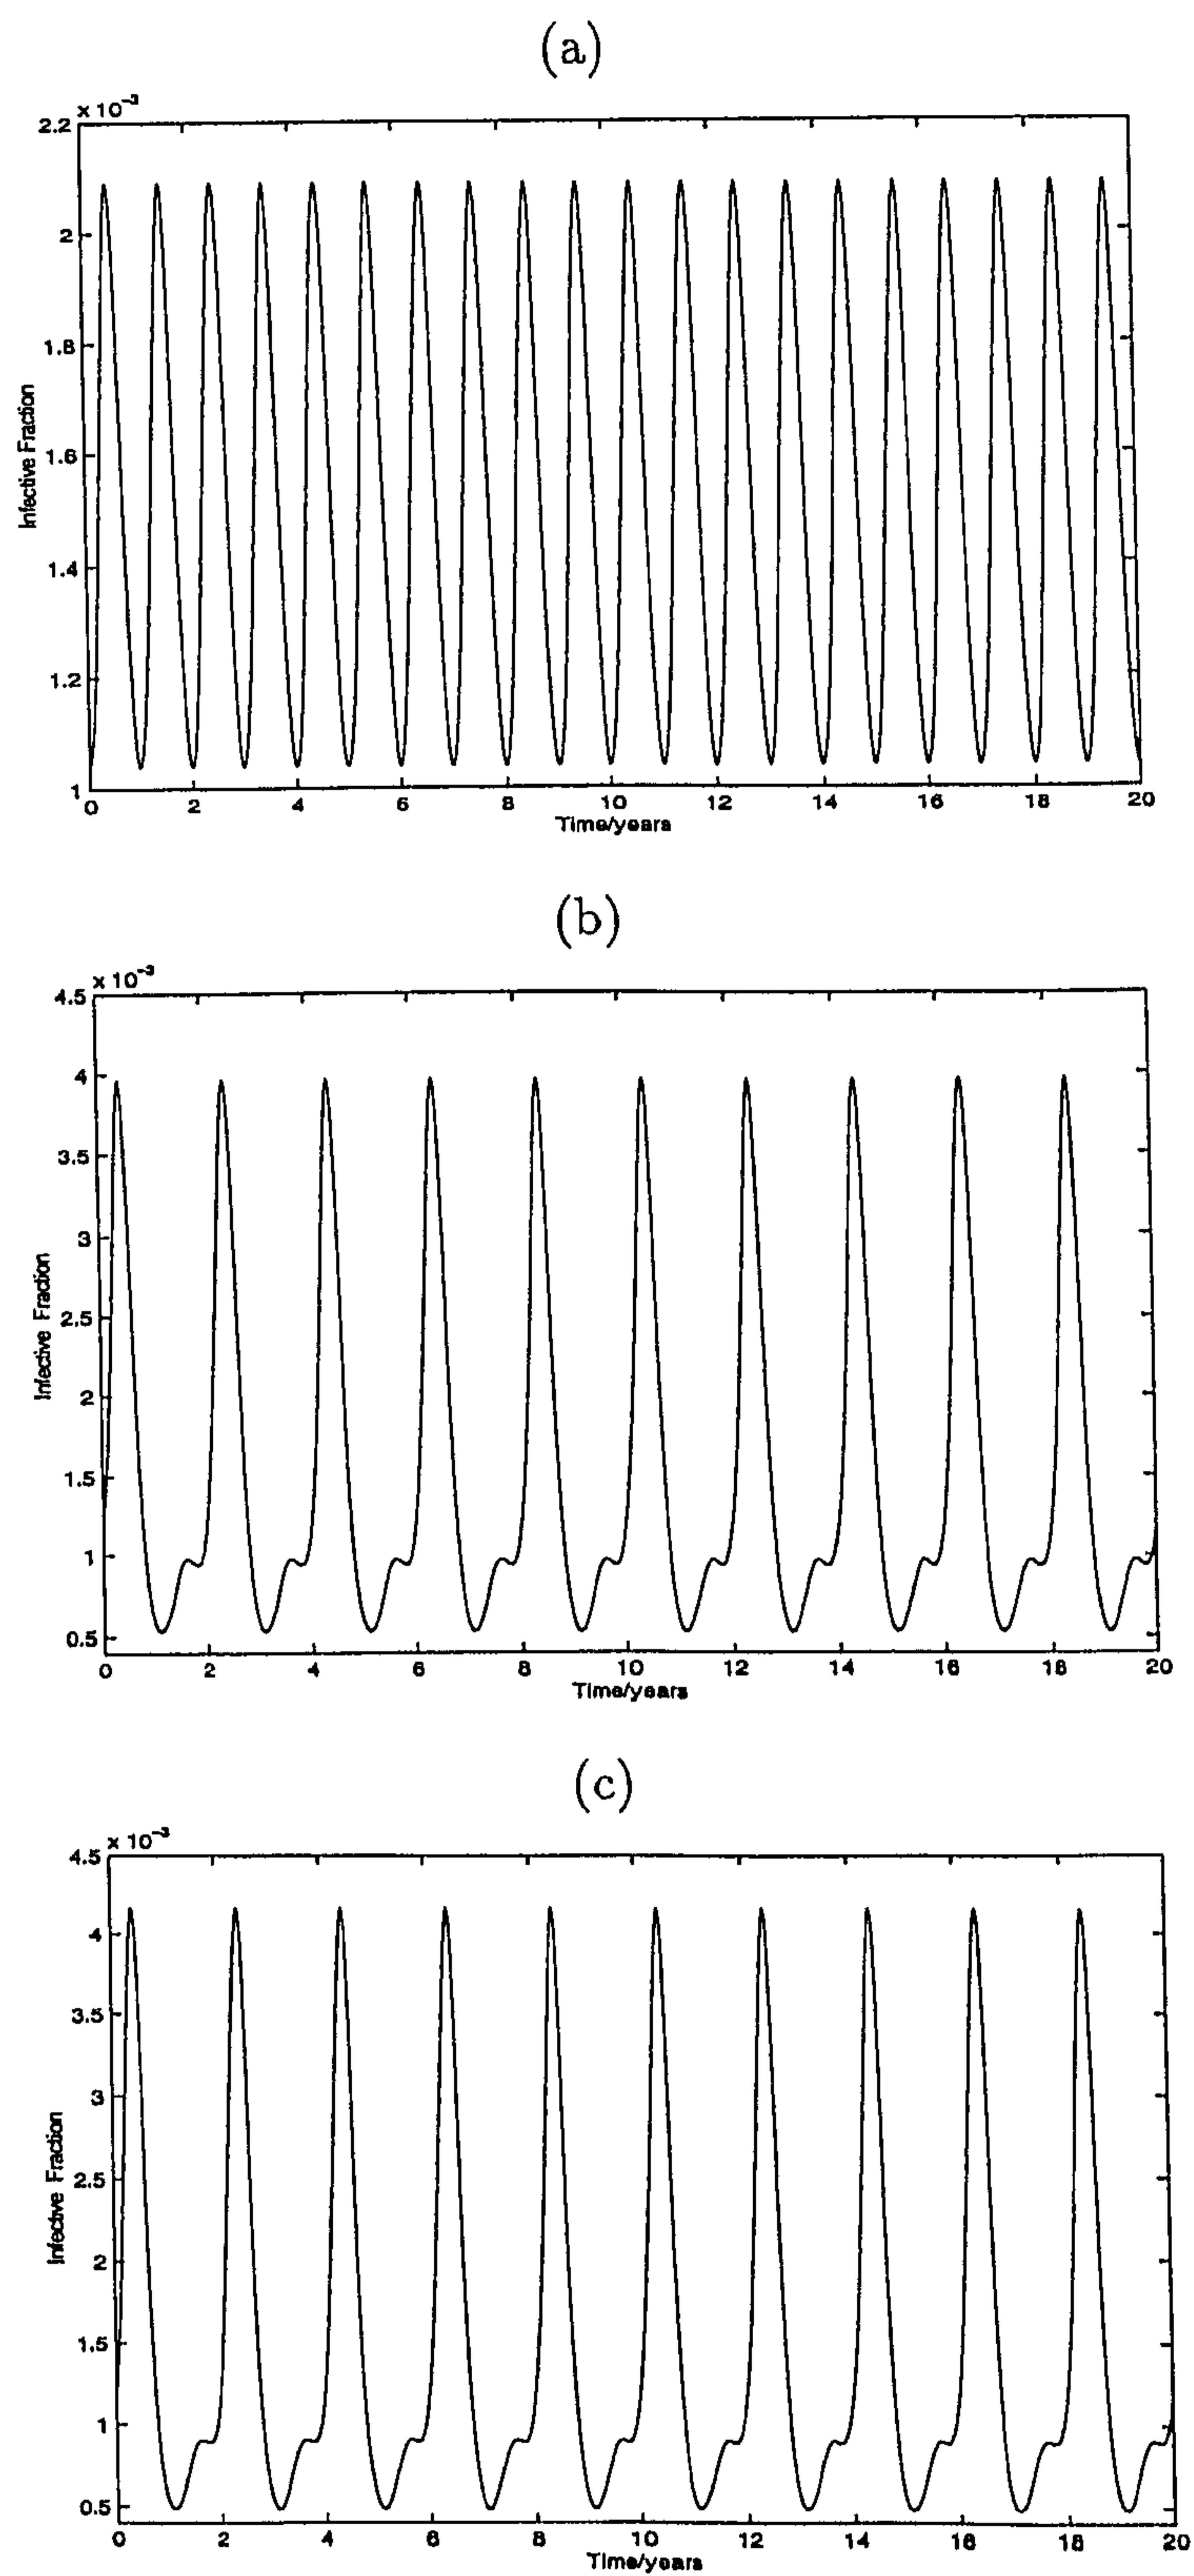 (a)
× 10⁻³
2.2
2
1.8
1.6
1.4
1.2
1
0 2 4 6 8 10 12 14 16 18 20
Infective Fraction
Time/years
(b)
× 10⁻³
4.5
4
3.5
3
2.5
2
1.5
1
0.5
0 2 4 6 8 10 12 14 16 18 20
Infective Fraction
Time/years
(c)
× 10⁻³
4.5
4
3.5
3
2.5
2
1.5
1
0.5
0 2 4 6 8 10 12 14 16 18 20
Infective Fraction
Time/years